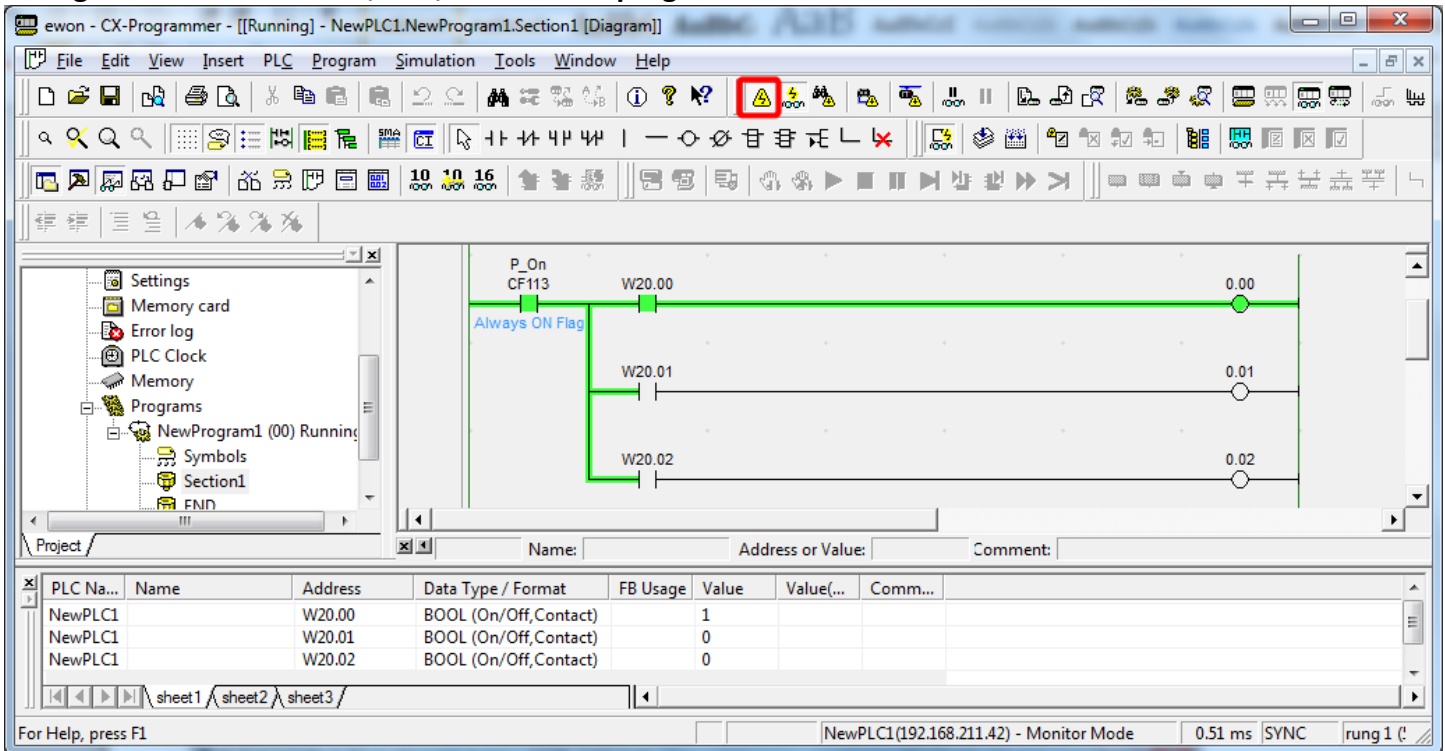 ewon - CX-Programmer - [[Running] - NewPLC1.NewProgram1.Section1 [Diagram]]
File Edit View Insert PLC Program Simulation Tools Window Help
10 10 16
Settings
Memory card
Error log
PLC Clock
Memory
Programs
NewProgram1 (00) Running
Symbols
Section1
END
Project
P_On
CF113 W20.00 0.00
Always ON Flag
W20.01 0.01
W20.02 0.02
Name: Address or Value: Comment:
PLC Na... Name Address Data Type / Format FB Usage Value Value(... Comm...
NewPLC1 W20.00 BOOL (On/Off,Contact) 1
NewPLC1 W20.01 BOOL (On/Off,Contact) 0
NewPLC1 W20.02 BOOL (On/Off,Contact) 0
sheet1 sheet2 sheet3
For Help, press F1 NewPLC1(192.168.211.42) - Monitor Mode 0.51 ms SYNC rung 1 (